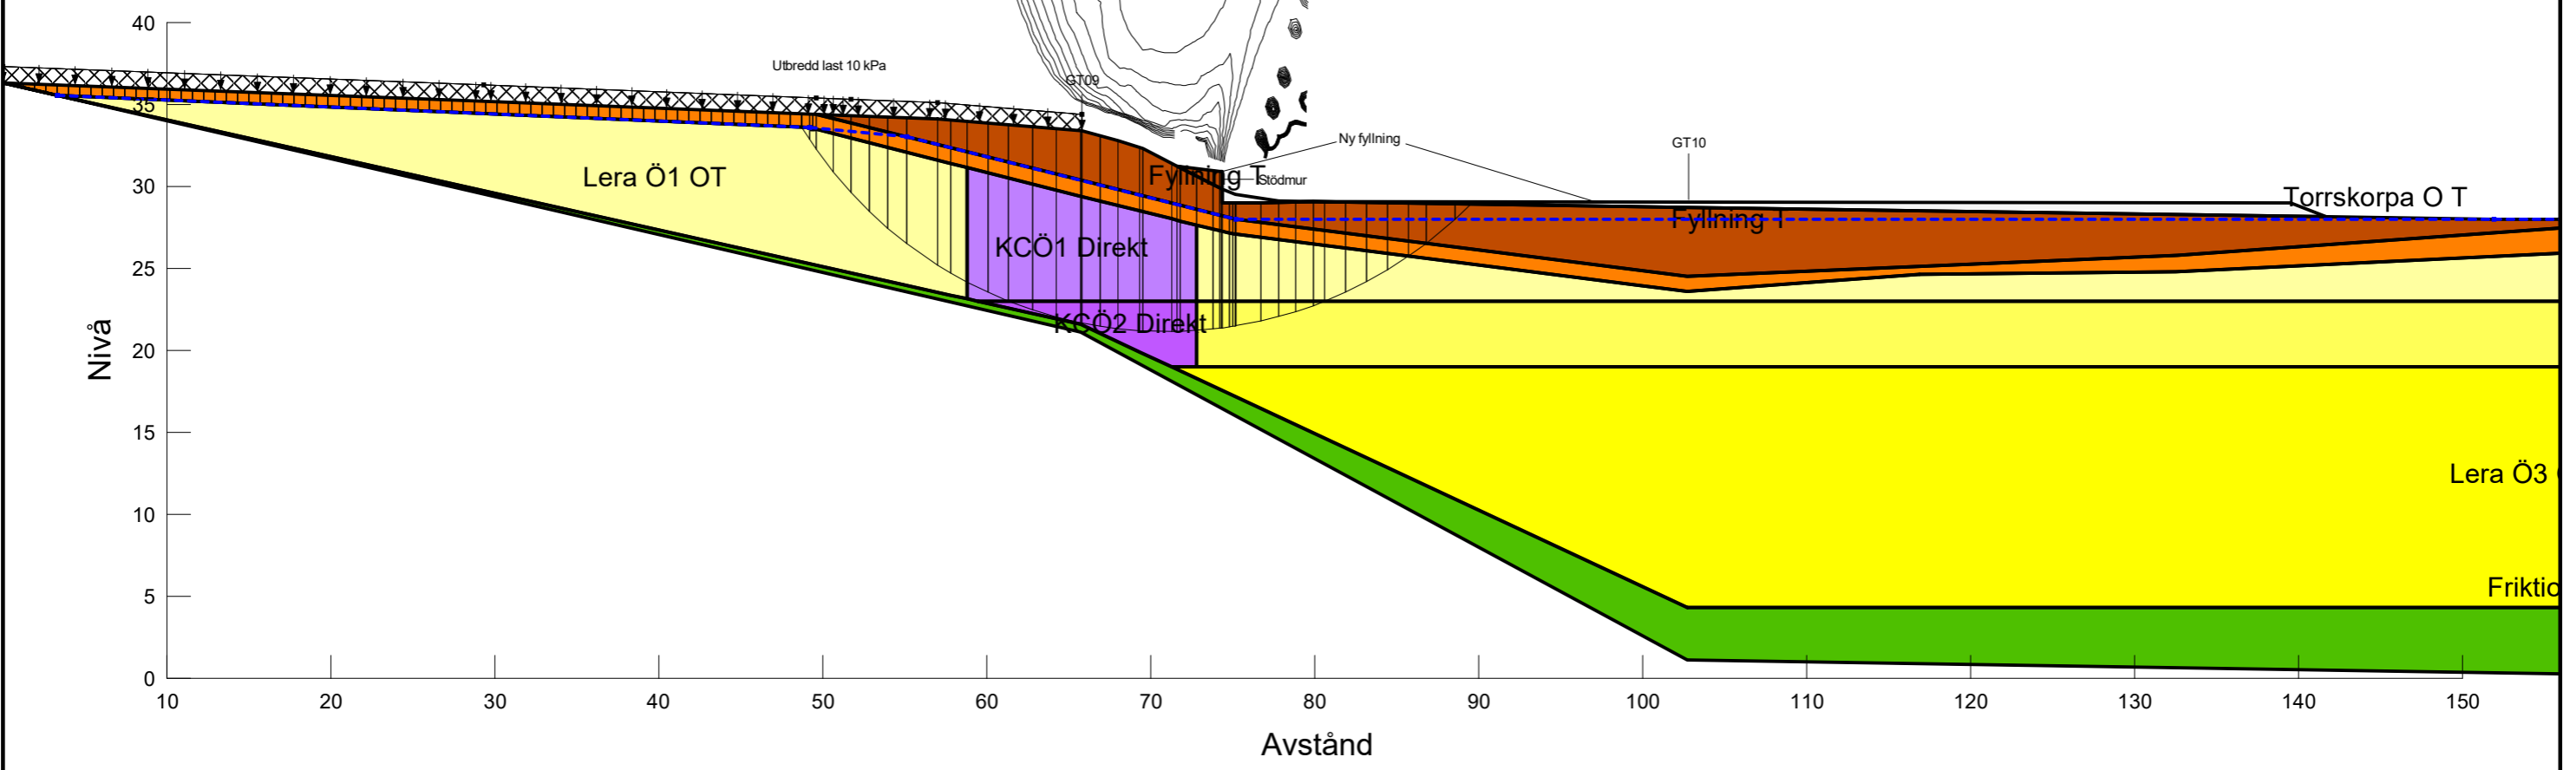 40
Utbredd last 10 kPa
GT09
35
Ny fyllning
GT10
Lera Ö1 OT
30
Fyllning T
Stödmur
Torrskorpa O T
Fyllning T
KCÖ1 Direkt
25
KCÖ2 Direkt
Nivå
20
15
Lera Ö3
10
5
Friktio
0
10 20 30 40 50 60 70 80 90 100 110 120 130 140 150
Avstånd